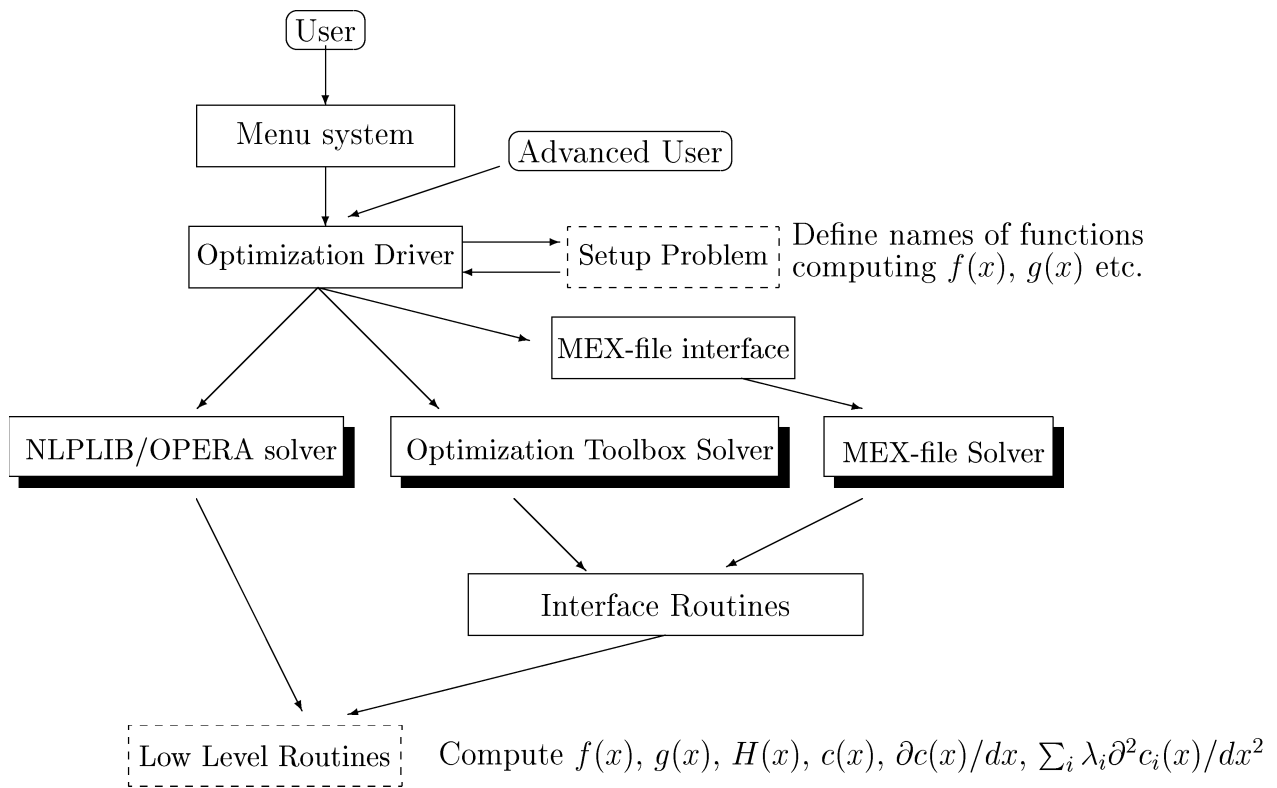 User
Menu system
Advanced User
Optimization Driver
Setup Problem
Define names of functions
computing f(x), g(x) etc.
MEX-file interface
NLPLIB/OPERA solver
Optimization Toolbox Solver
MEX-file Solver
Interface Routines
Low Level Routines
Compute f(x), g(x), H(x), c(x), ∂c(x)/dx, ∑ᵢ λᵢ∂²cᵢ(x)/dx²